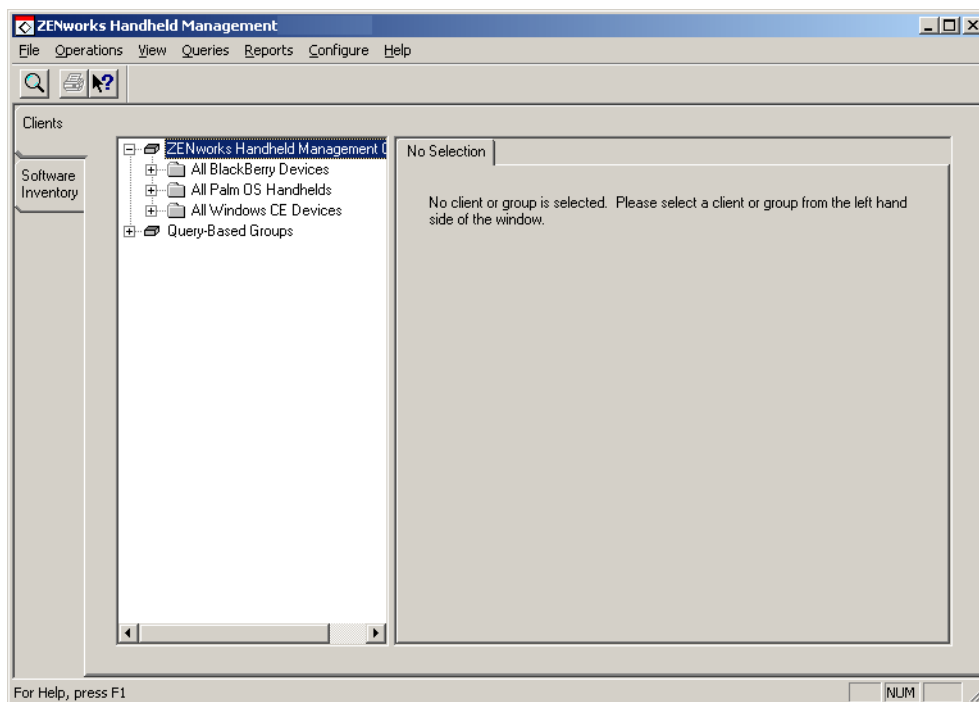 ZENworks Handheld Management
File Operations View Queries Reports Configure Help
Clients
Software
Inventory
ZENworks Handheld Management
All BlackBerry Devices
All Palm OS Handhelds
All Windows CE Devices
Query-Based Groups
No Selection
No client or group is selected. Please select a client or group from the left hand
side of the window.
For Help, press F1
NUM